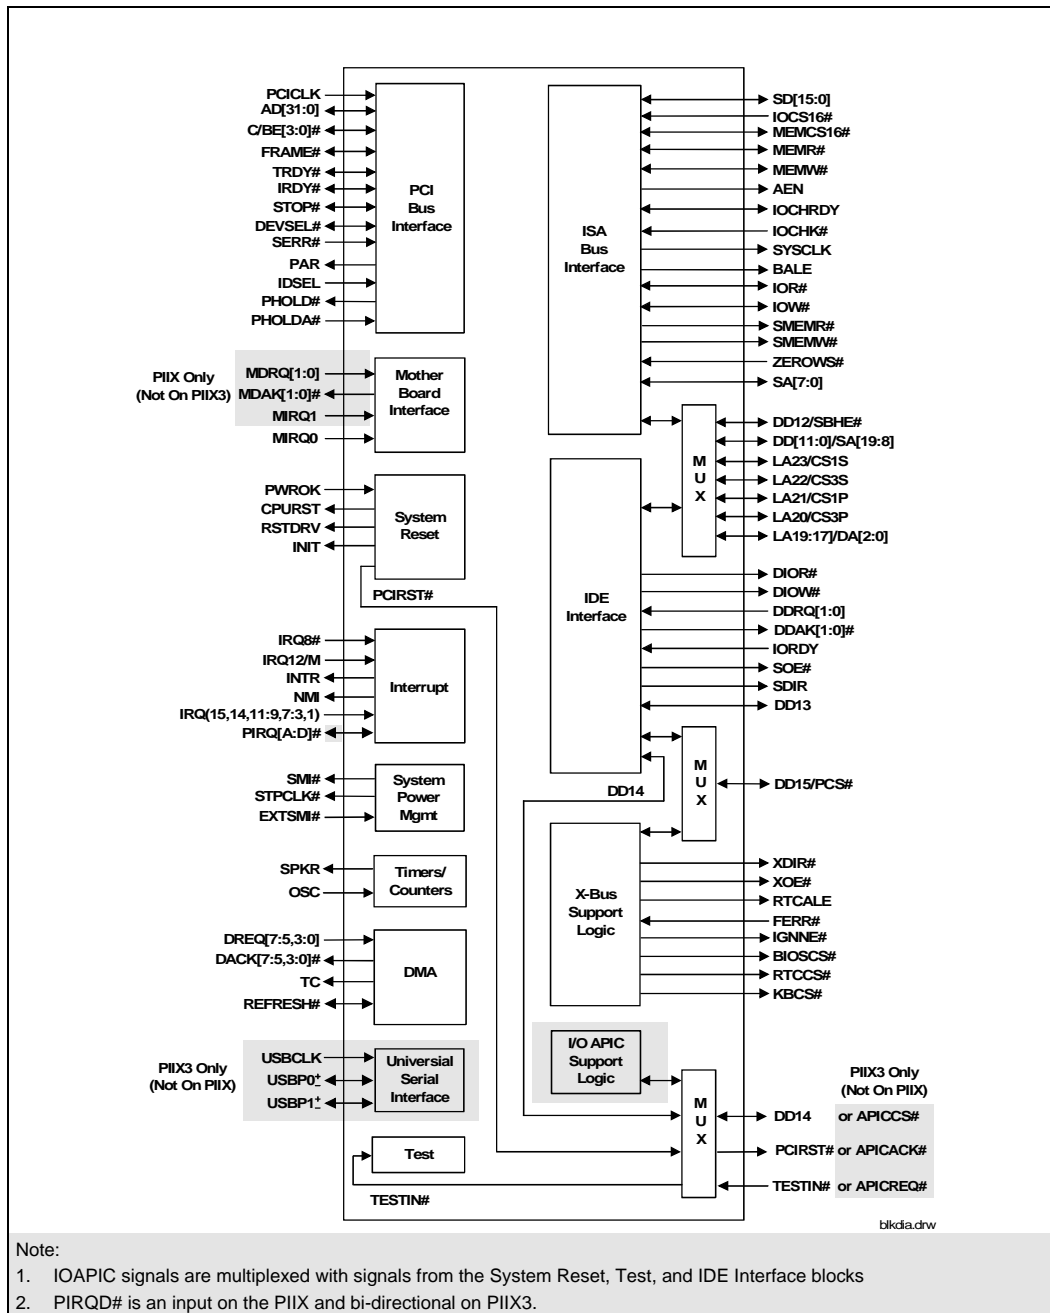 PCICLK
AD[31:0]
C/BE[3:0]#
FRAME#
TRDY#
IRDY#
STOP#
DEVSEL#
SERR#
PAR
IDSEL
PHOLD#
PHOLDA#
PCI
Bus
Interface
PIIX Only
(Not On PIIX3)
MDRQ[1:0]
MDAK[1:0]#
MIRQ1
MIRQ0
Mother
Board
Interface
PWROK
CPURST
RSTDRV
INIT
System
Reset
PCIRST#
IRQ8#
IRQ12/M
INTR
NMI
IRQ(15,14,11:9,7:3,1)
PIRQ[A:D]#
Interrupt
SMI#
STPCLK#
EXTSMI#
System
Power
Mgmt
SPKR
OSC
Timers/
Counters
DREQ[7:5,3:0]
DACK[7:5,3:0]#
TC
REFRESH#
DMA
PIIX3 Only
(Not On PIIX)
USBCLK
USBP0±
USBP1±
Universial
Serial
Interface
Test
TESTIN#
ISA
Bus
Interface
SD[15:0]
IOCS16#
MEMCS16#
MEMR#
MEMW#
AEN
IOCHRDY
IOCHK#
SYSCLK
BALE
IOR#
IOW#
SMEMR#
SMEMW#
ZEROWS#
SA[7:0]
M
U
X
DD12/SBHE#
DD[11:0]/SA[19:8]
LA23/CS1S
LA22/CS3S
LA21/CS1P
LA20/CS3P
LA19:17]/DA[2:0]
IDE
Interface
DIOR#
DIOW#
DDRQ[1:0]
DDAK[1:0]#
IORDY
SOE#
SDIR
DD13
DD14
M
U
X
DD15/PCS#
X-Bus
Support
Logic
XDIR#
XOE#
RTCALE
FERR#
IGNNE#
BIOSCS#
RTCCS#
KBCS#
I/O APIC
Support
Logic
M
U
X
PIIX3 Only
(Not On PIIX)
DD14 or APICCS#
PCIRST# or APICACK#
TESTIN# or APICREQ#
blkdia.drw
Note:
1. IOAPIC signals are multiplexed with signals from the System Reset, Test, and IDE Interface blocks
2. PIRQD# is an input on the PIIX and bi-directional on PIIX3.